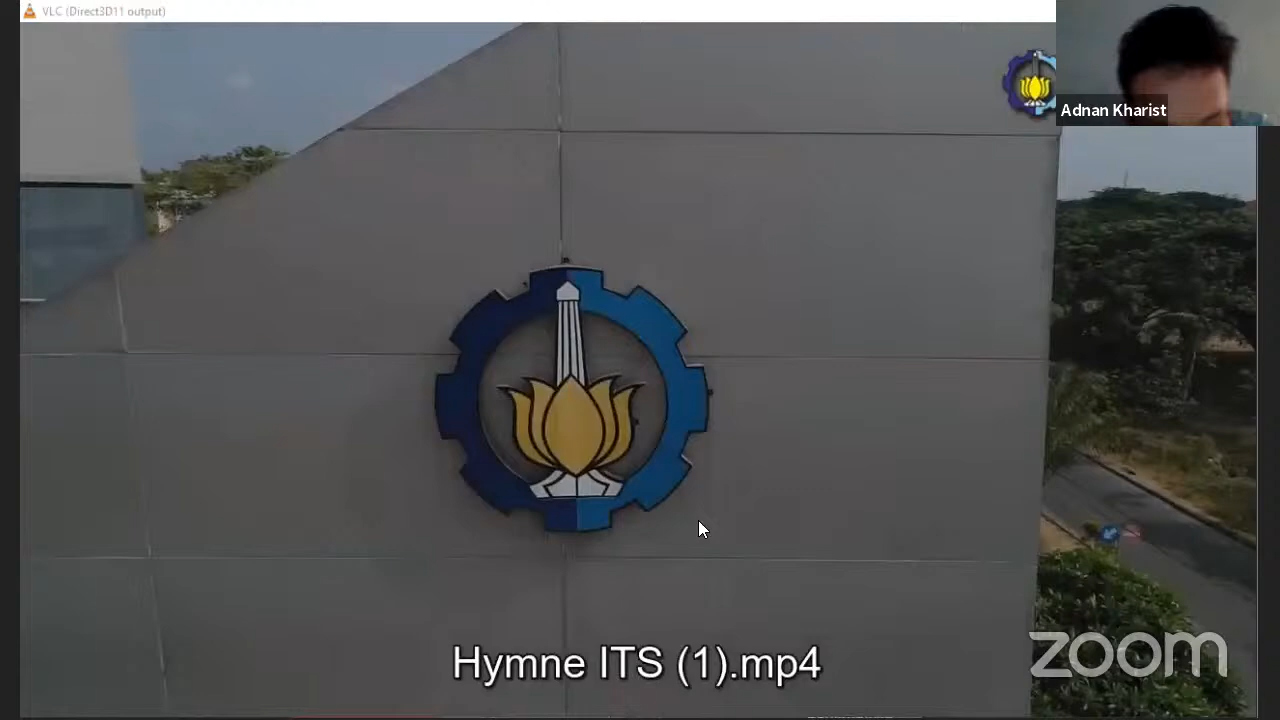 VLC (Direct3D11 output)
Adnan Kharist
Hymne ITS (1).mp4
zoom